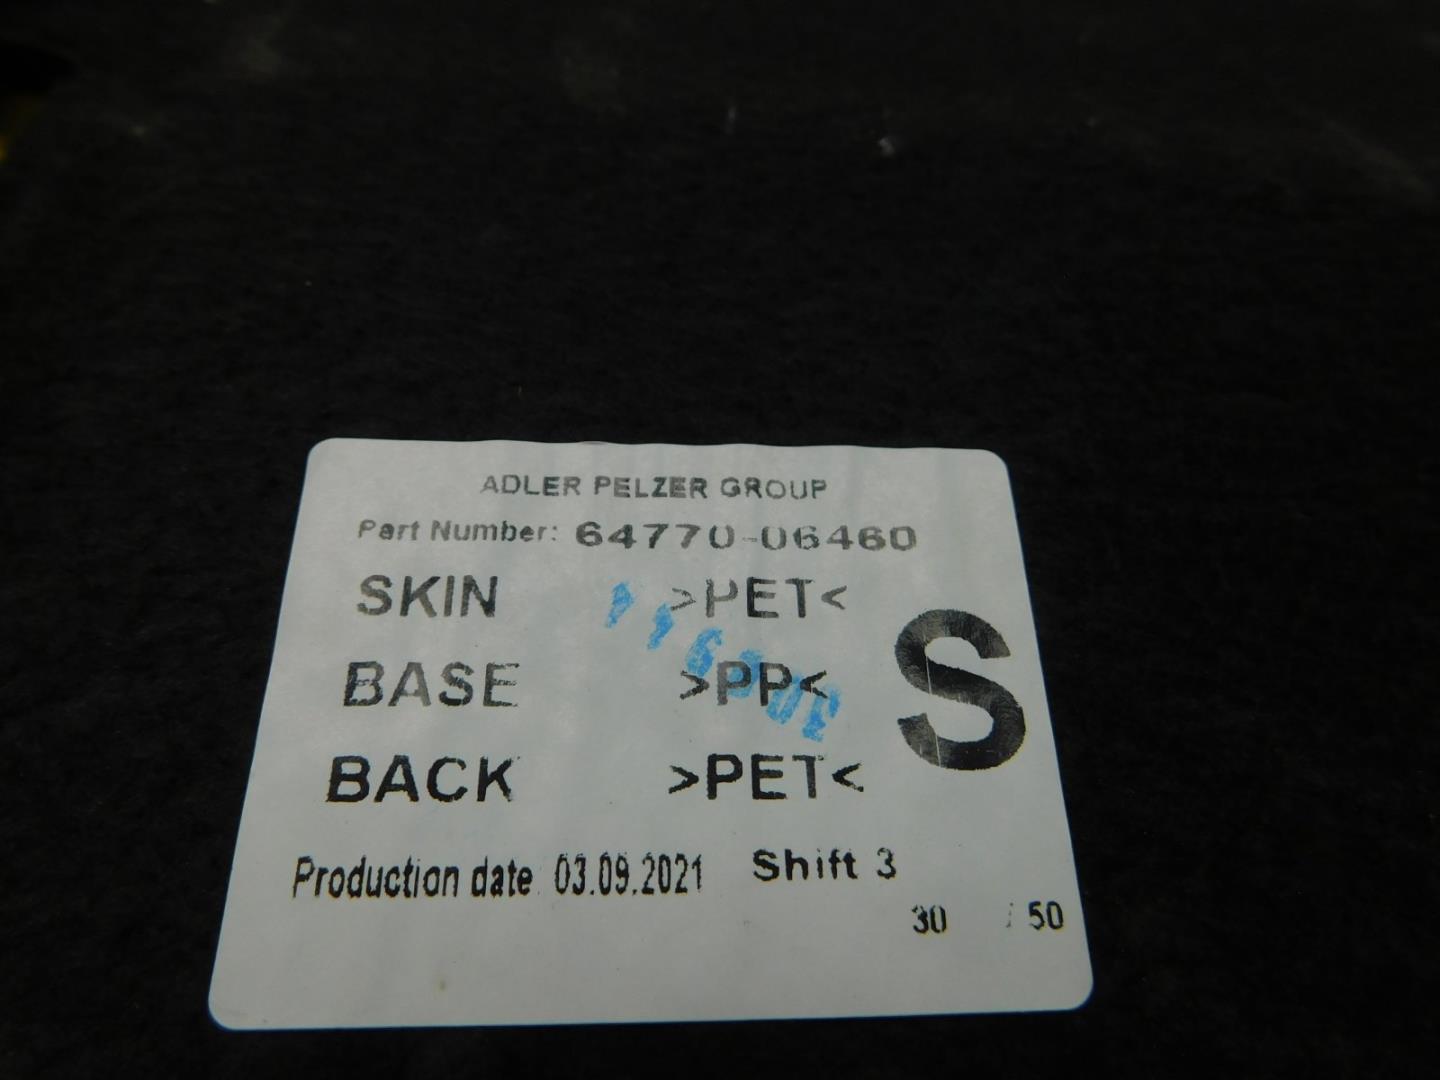 ADLER PELZER GROUP
Part Number: 64770-06460
SKIN >PET<
BASE >PP<
S
BACK >PET<
Production date 03.09.2021 Shift 3
30 / 50